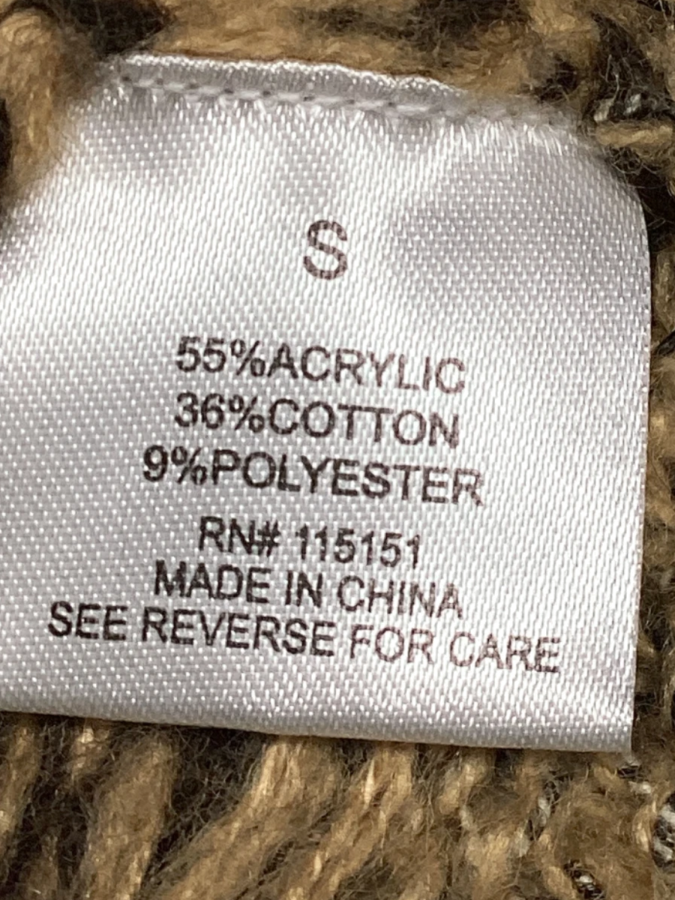 S
55%ACRYLIC
36%COTTON
9%POLYESTER
RN# 115151
MADE IN CHINA
SEE REVERSE FOR CARE